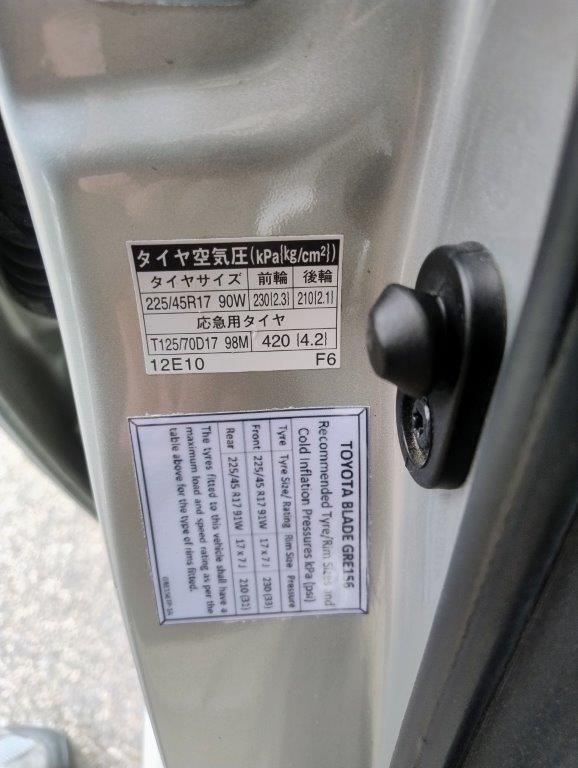 タイヤ空気圧(kPa{kg/cm²})
タイヤサイズ 前輪 後輪
225/45R17 90W 230{2.3} 210{2.1}
応急用タイヤ
T125/70D17 98M 420 {4.2}
12E10 F6
TOYOTA BLADE GRE156
Recommended Tyre/Rim Sizes and
Cold Inflation Pressures kPa (psi)
Tyre Tyre Size/ Rating Rim Size Pressure
Front 225/45 R17 91W 17 x 7J 230 (33)
Rear 225/45 R17 91W 17 x 7J 210 (31)
The tyres fitted to this vehicle shall have a
maximum load and speed rating as per the
table above for the type of rims fitted.